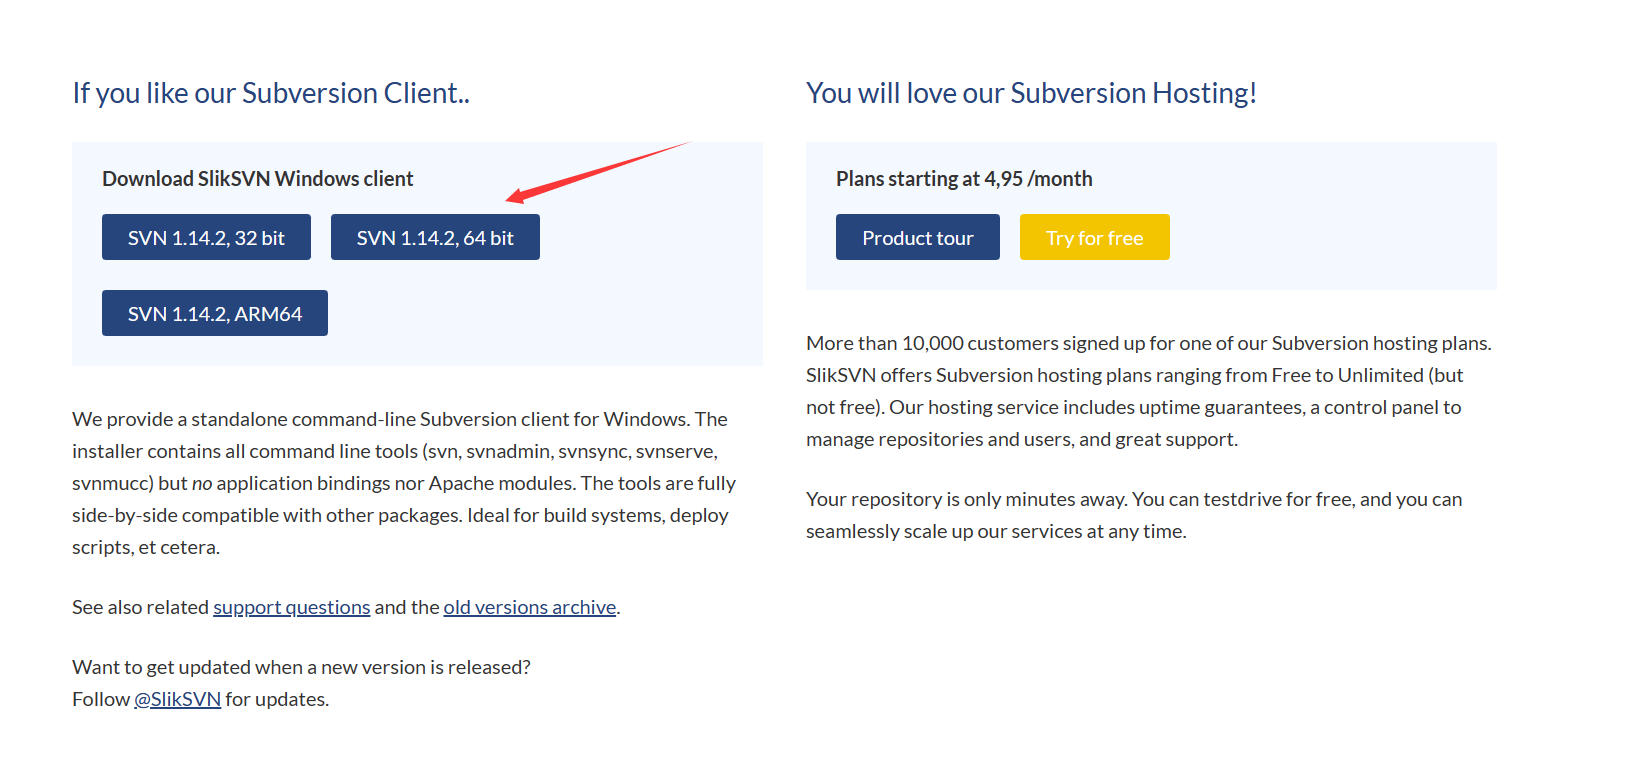 If you like our Subversion Client..
Download SlikSVN Windows client
SVN 1.14.2, 32 bit
SVN 1.14.2, 64 bit
SVN 1.14.2, ARM64
We provide a standalone command-line Subversion client for Windows. The
installer contains all command line tools (svn, svnadmin, svnsync, svnserve,
svnmucc) but no application bindings nor Apache modules. The tools are fully
side-by-side compatible with other packages. Ideal for build systems, deploy
scripts, et cetera.
See also related support questions and the old versions archive.
Want to get updated when a new version is released?
Follow @SlikSVN for updates.
You will love our Subversion Hosting!
Plans starting at 4,95 /month
Product tour
Try for free
More than 10,000 customers signed up for one of our Subversion hosting plans.
SlikSVN offers Subversion hosting plans ranging from Free to Unlimited (but
not free). Our hosting service includes uptime guarantees, a control panel to
manage repositories and users, and great support.
Your repository is only minutes away. You can testdrive for free, and you can
seamlessly scale up our services at any time.